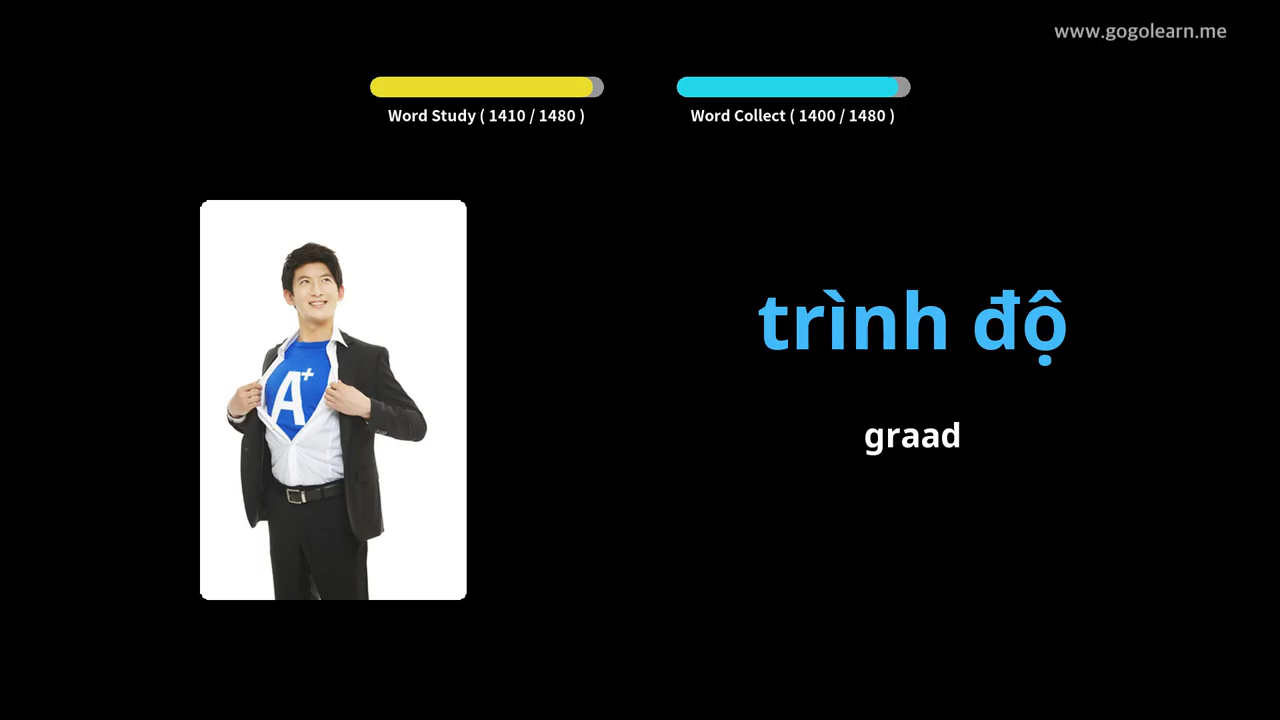 www.gogolearn.me
Word Study ( 1410 / 1480 )
Word Collect ( 1400 / 1480 )
A+
trình độ
graad